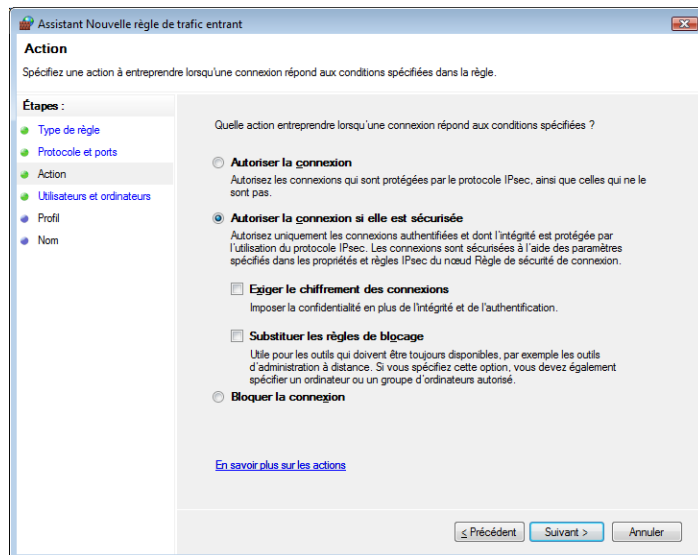 Assistant Nouvelle règle de trafic entrant
Action
Spécifiez une action à entreprendre lorsqu'une connexion répond aux conditions spécifiées dans la règle.
Étapes :
Type de règle
Protocole et ports
Action
Utilisateurs et ordinateurs
Profil
Nom
Quelle action entreprendre lorsqu'une connexion répond aux conditions spécifiées ?
Autoriser la connexion
Autorisez les connexions qui sont protégées par le protocole IPsec, ainsi que celles qui ne le
sont pas.
Autoriser la connexion si elle est sécurisée
Autorisez uniquement les connexions authentifiées et dont l'intégrité est protégée par
l'utilisation du protocole IPsec. Les connexions sont sécurisées à l'aide des paramètres
spécifiés dans les propriétés et règles IPsec du nœud Règle de sécurité de connexion.
Exiger le chiffrement des connexions
Imposer la confidentialité en plus de l'intégrité et de l'authentification.
Substituer les règles de blocage
Utile pour les outils qui doivent être toujours disponibles, par exemple les outils
d'administration à distance. Si vous spécifiez cette option, vous devez également
spécifier un ordinateur ou un groupe d'ordinateurs autorisé.
Bloquer la connexion
En savoir plus sur les actions
< Précédent
Suivant >
Annuler